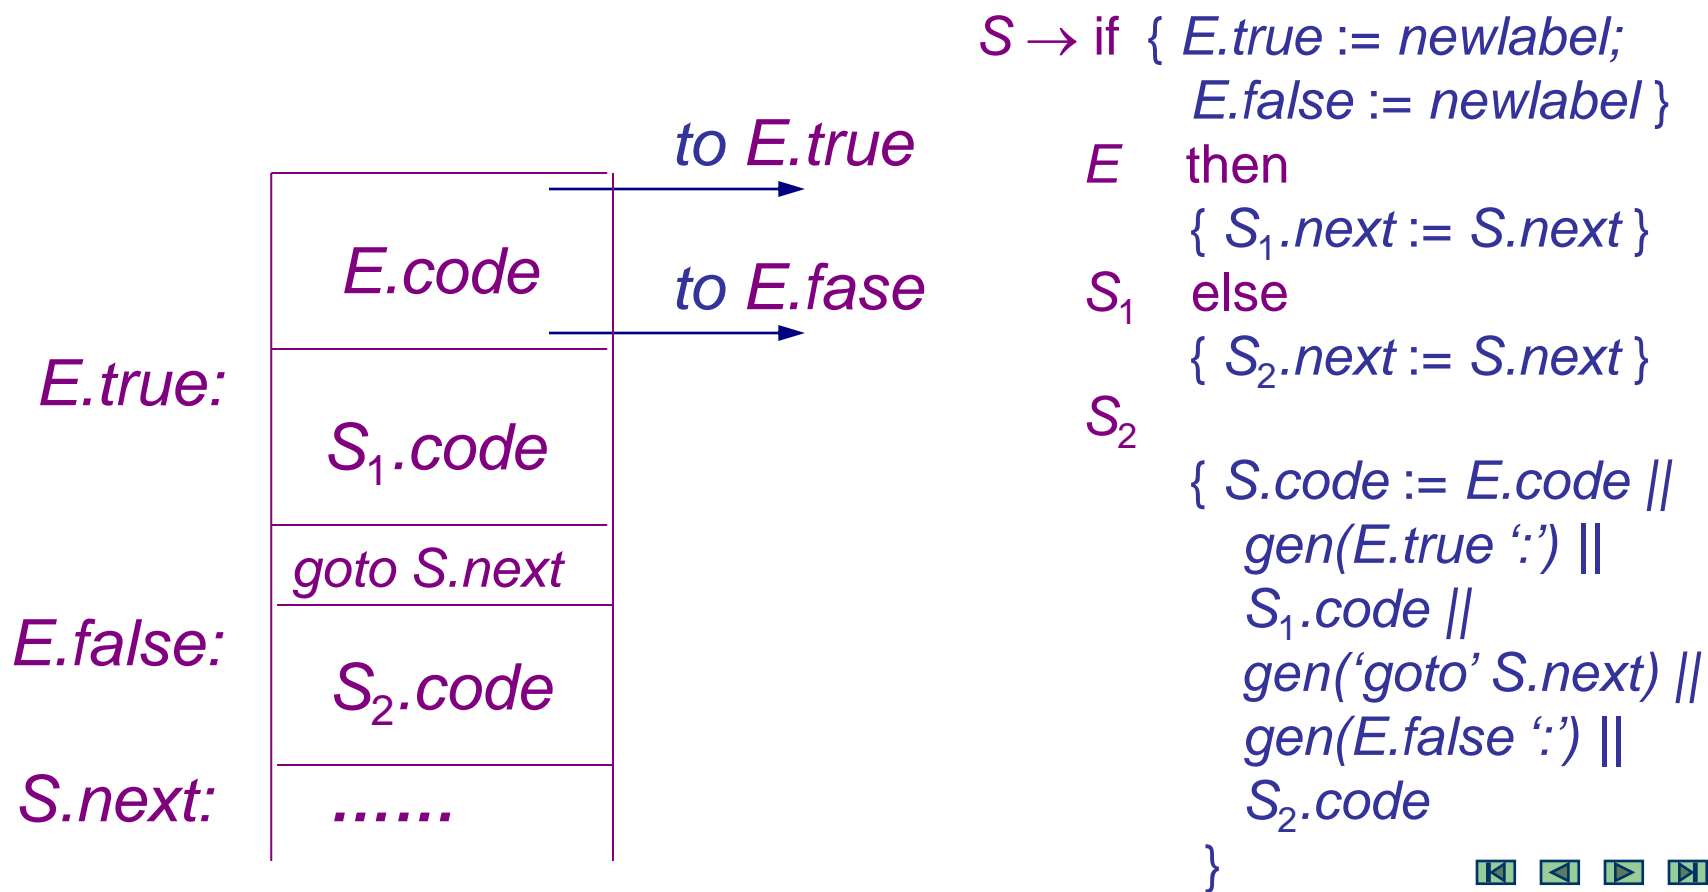 to E.true
E.code
to E.fase
E.true:
S₁.code
goto S.next
E.false:
S₂.code
S.next:
......
S → if { E.true := newlabel;
E.false := newlabel }
E then
{ S₁.next := S.next }
S₁ else
{ S₂.next := S.next }
S₂
{ S.code := E.code ||
gen(E.true ‘:’) ||
S₁.code ||
gen(‘goto’ S.next) ||
gen(E.false ‘:’) ||
S₂.code
}